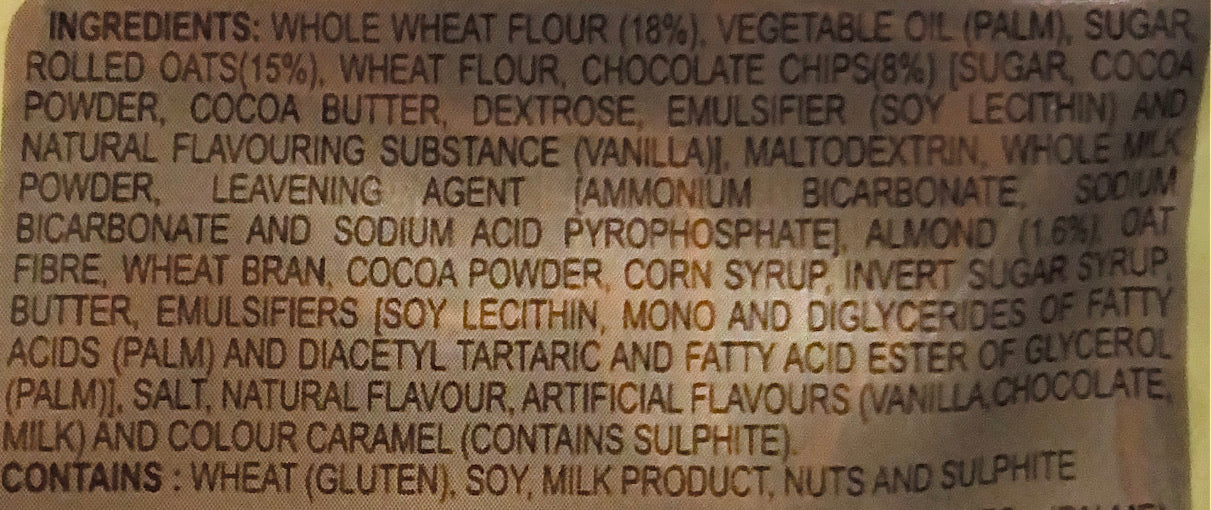 INGREDIENTS: WHOLE WHEAT FLOUR (18%), VEGETABLE OIL (PALM), SUGAR,
ROLLED OATS(15%), WHEAT FLOUR, CHOCOLATE CHIPS(8%) [SUGAR, COCOA
POWDER, COCOA BUTTER, DEXTROSE, EMULSIFIER (SOY LECITHIN) AND
NATURAL FLAVOURING SUBSTANCE (VANILLA)], MALTODEXTRIN, WHOLE MILK
POWDER, LEAVENING AGENT [AMMONIUM BICARBONATE, SODIUM
BICARBONATE AND SODIUM ACID PYROPHOSPHATE], ALMOND (1.6%), OAT
FIBRE, WHEAT BRAN, COCOA POWDER, CORN SYRUP, INVERT SUGAR SYRUP,
BUTTER, EMULSIFIERS [SOY LECITHIN, MONO AND DIGLYCERIDES OF FATTY
ACIDS (PALM) AND DIACETYL TARTARIC AND FATTY ACID ESTER OF GLYCEROL
(PALM)], SALT, NATURAL FLAVOUR, ARTIFICIAL FLAVOURS (VANILLA,CHOCOLATE,
MILK) AND COLOUR CARAMEL (CONTAINS SULPHITE).
CONTAINS : WHEAT (GLUTEN), SOY, MILK PRODUCT, NUTS AND SULPHITE